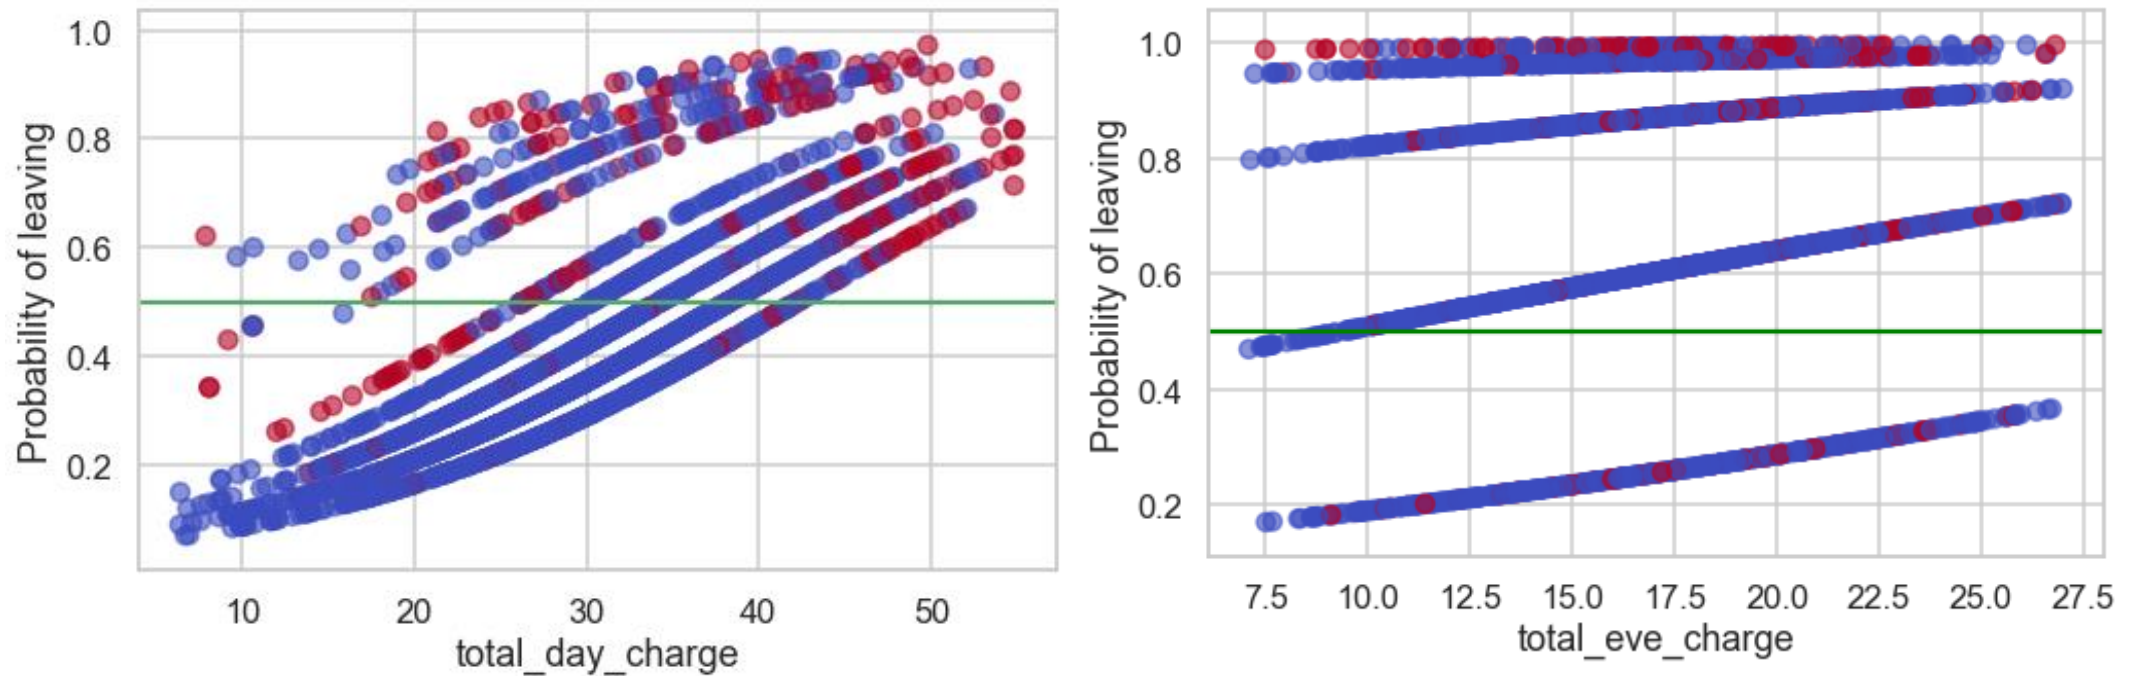 Probability of leaving
1.0
0.8
0.6
0.4
0.2
10 20 30 40 50
total_day_charge
Probability of leaving
1.0
0.8
0.6
0.4
0.2
7.5 10.0 12.5 15.0 17.5 20.0 22.5 25.0 27.5
total_eve_charge